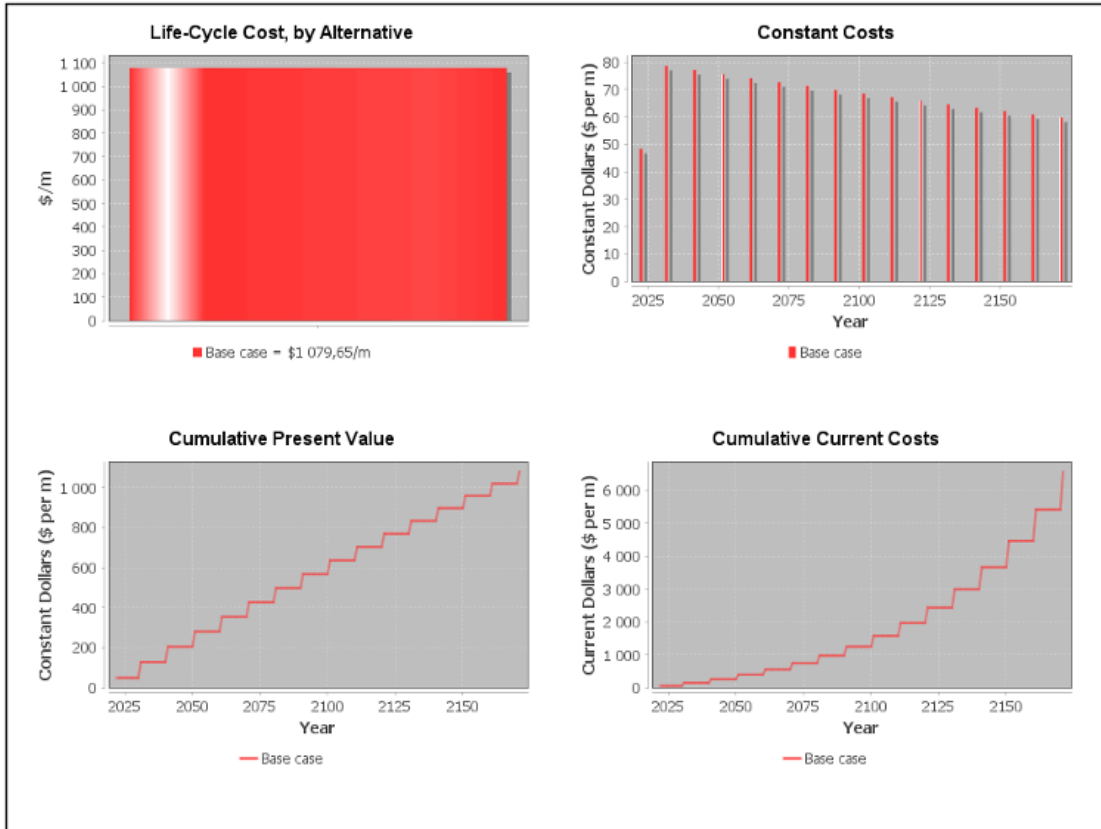 Life-Cycle Cost, by Alternative
$/m
1 100
1 000
900
800
700
600
500
400
300
200
100
0
Base case = $1 079,65/m
Constant Costs
Constant Dollars ($ per m)
80
70
60
50
40
30
20
10
0
2025 2050 2075 2100 2125 2150
Year
Base case
Cumulative Present Value
Constant Dollars ($ per m)
1 000
800
600
400
200
0
2025 2050 2075 2100 2125 2150
Year
Base case
Cumulative Current Costs
Current Dollars ($ per m)
6 000
5 000
4 000
3 000
2 000
1 000
0
2025 2050 2075 2100 2125 2150
Year
Base case